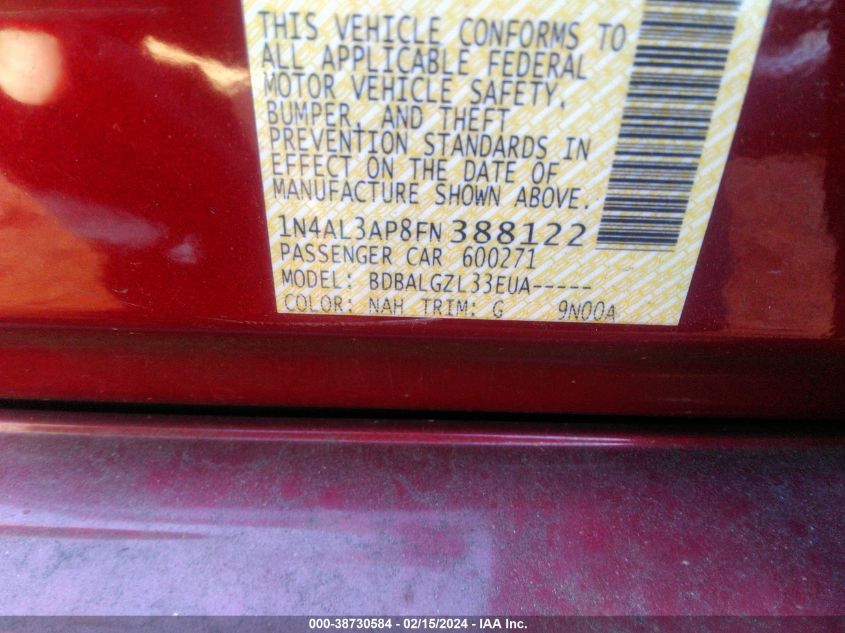 THIS VEHICLE CONFORMS TO
ALL APPLICABLE FEDERAL
MOTOR VEHICLE SAFETY,
BUMPER, AND THEFT
PREVENTION STANDARDS IN
EFFECT ON THE DATE OF
MANUFACTURE SHOWN ABOVE.
1N4AL3AP8FN 388122
PASSENGER CAR 600271
MODEL: BDBALGZL33EUA-----
COLOR: NAH TRIM: G 9N00A
000-38730584 - 02/15/2024 - IAA Inc.